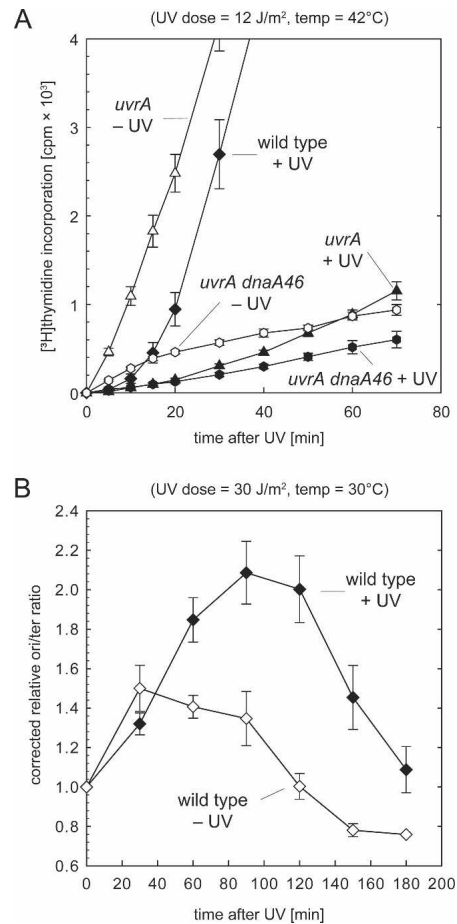 A
(UV dose = 12 J/m², temp = 42°C)
[³H]thymidine incorporation [cpm × 10³]
4
3
2
1
0
uvrA
– UV
wild type
+ UV
uvrA
+ UV
uvrA dnaA46
– UV
uvrA dnaA46 + UV
0 20 40 60 80
time after UV [min]
B
(UV dose = 30 J/m², temp = 30°C)
corrected relative ori/ter ratio
2.4
2.2
2.0
1.8
1.6
1.4
1.2
1.0
0.8
0.6
wild type
+ UV
wild type
– UV
0 20 40 60 80 100 120 140 160 180 200
time after UV [min]